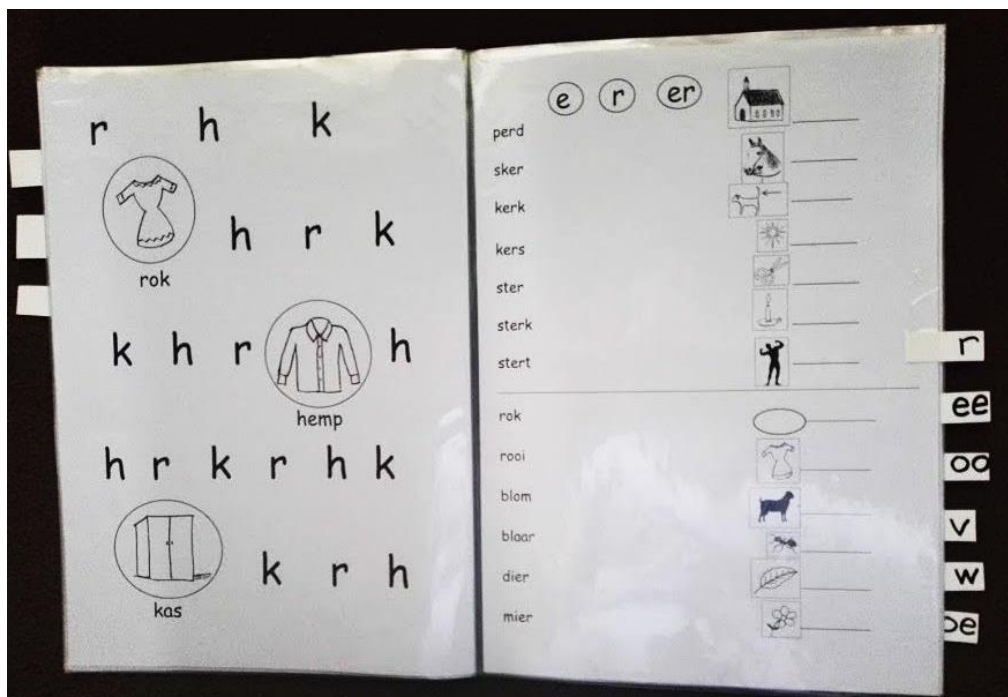 r h k
rok
h r k
k h r h
hemp
h r k r h k
kas
k r h
e r er
perd
sker
kerk
kers
ster
sterk
stert
rok
rooi
blom
blaar
dier
mier
r
ee
oo
v
w
oe